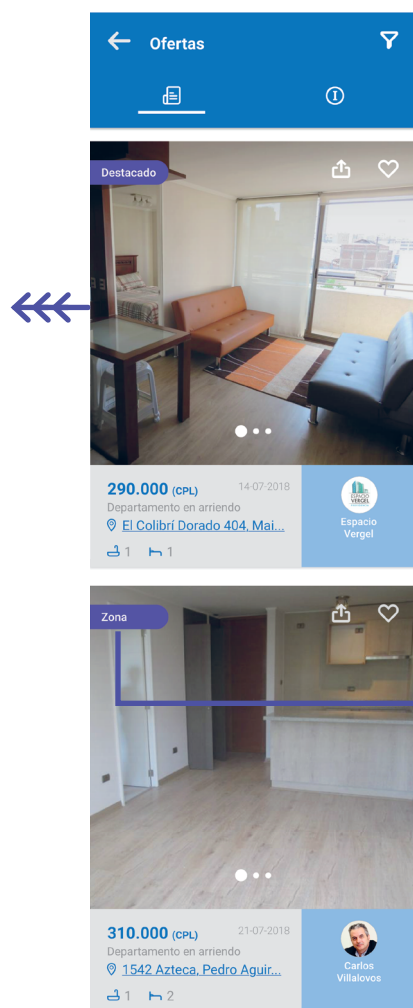 Ofertas
Destacado
290.000 (CPL)
14-07-2018
Departamento en arriendo
El Colibrí Dorado 404, Mai...
1
1
ESPACIO
VERGEL
Espacio
Vergel
Zona
310.000 (CPL)
21-07-2018
Departamento en arriendo
1542 Azteca, Pedro Aguir...
1
2
Carlos
Villalovos